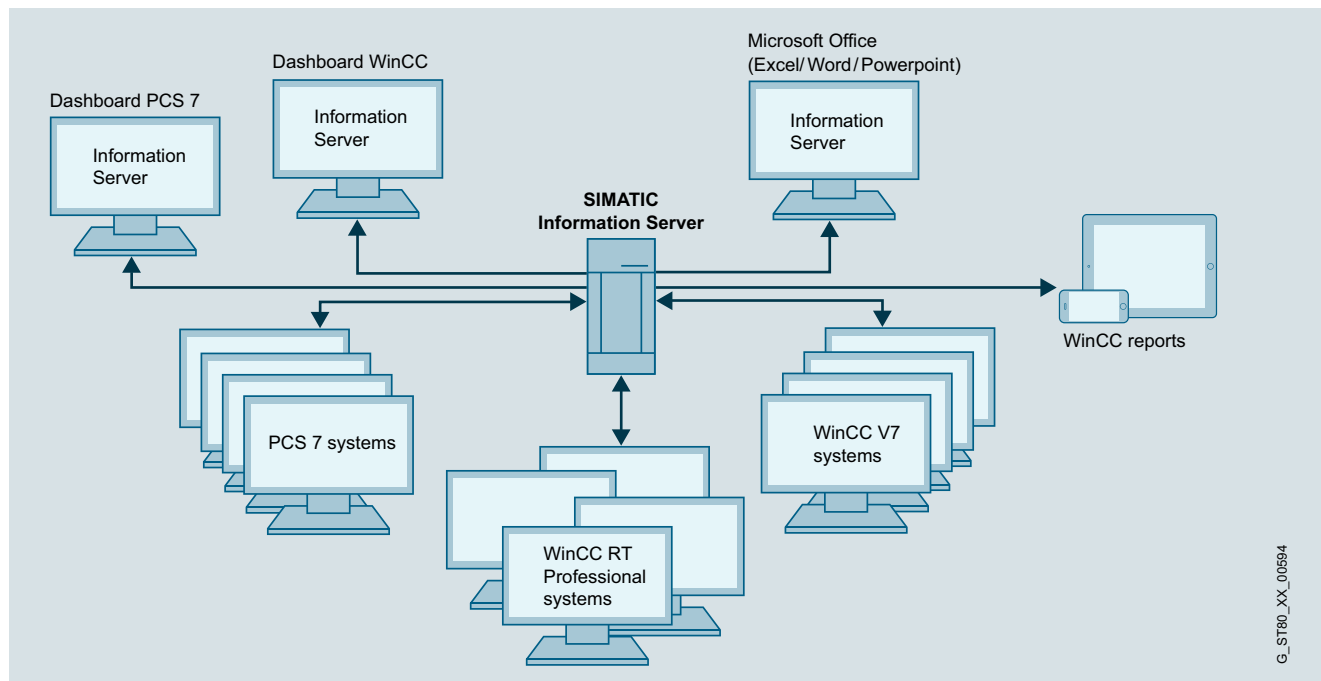 Dashboard PCS 7
Information
Server
Dashboard WinCC
Information
Server
Microsoft Office
(Excel/Word/Powerpoint)
Information
Server
SIMATIC
Information Server
WinCC reports
PCS 7 systems
WinCC RT
Professional
systems
WinCC V7
systems
G_ST80_XX_00594